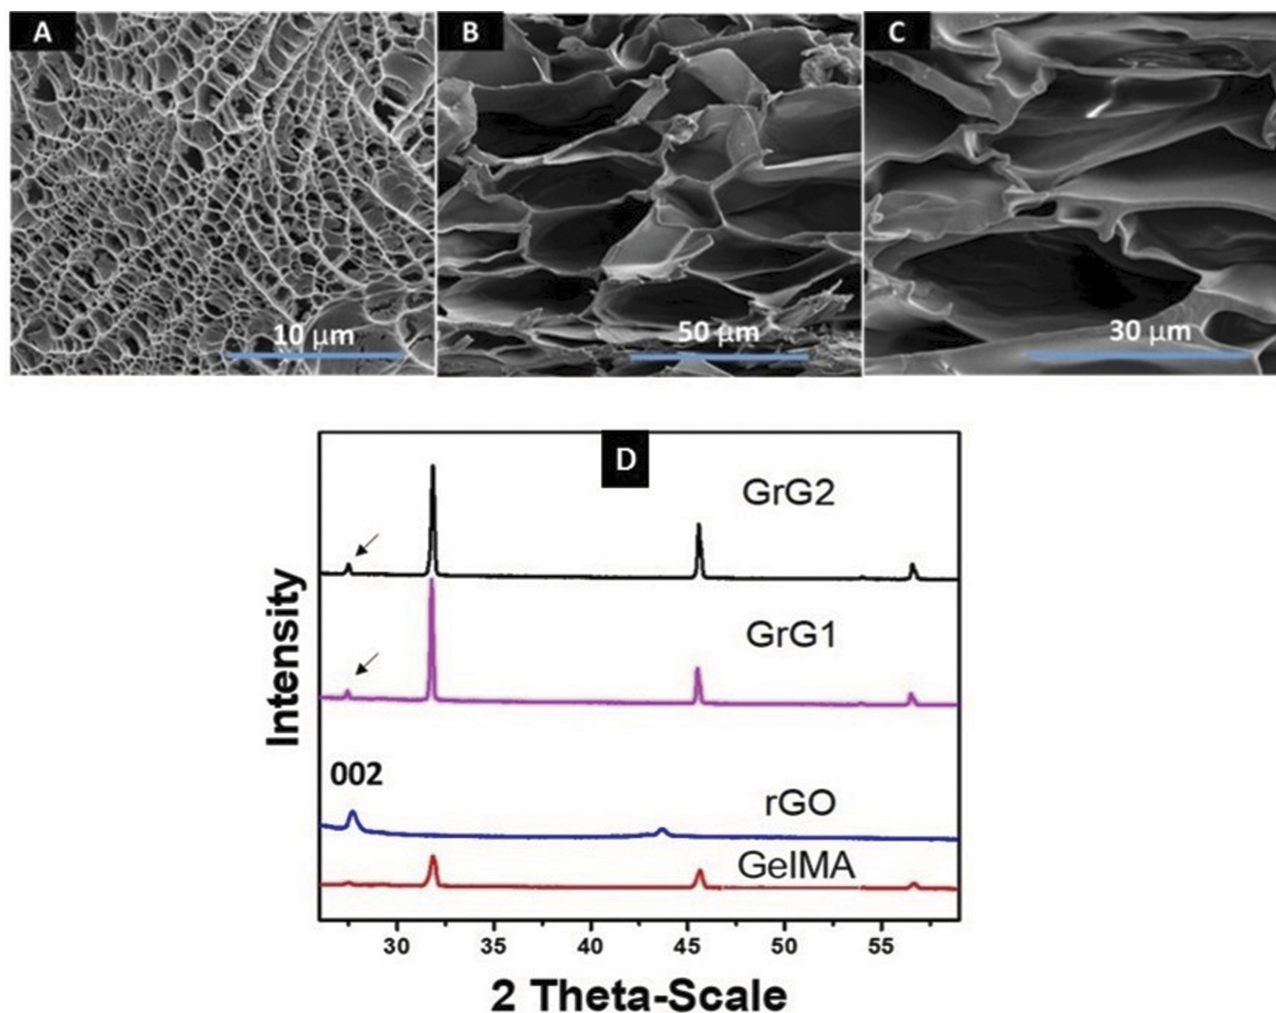 A
B
C
10 μm
50 μm
30 μm
D
GrG2
GrG1
002
rGO
GelMA
Intensity
30 35 40 45 50 55
2 Theta-Scale